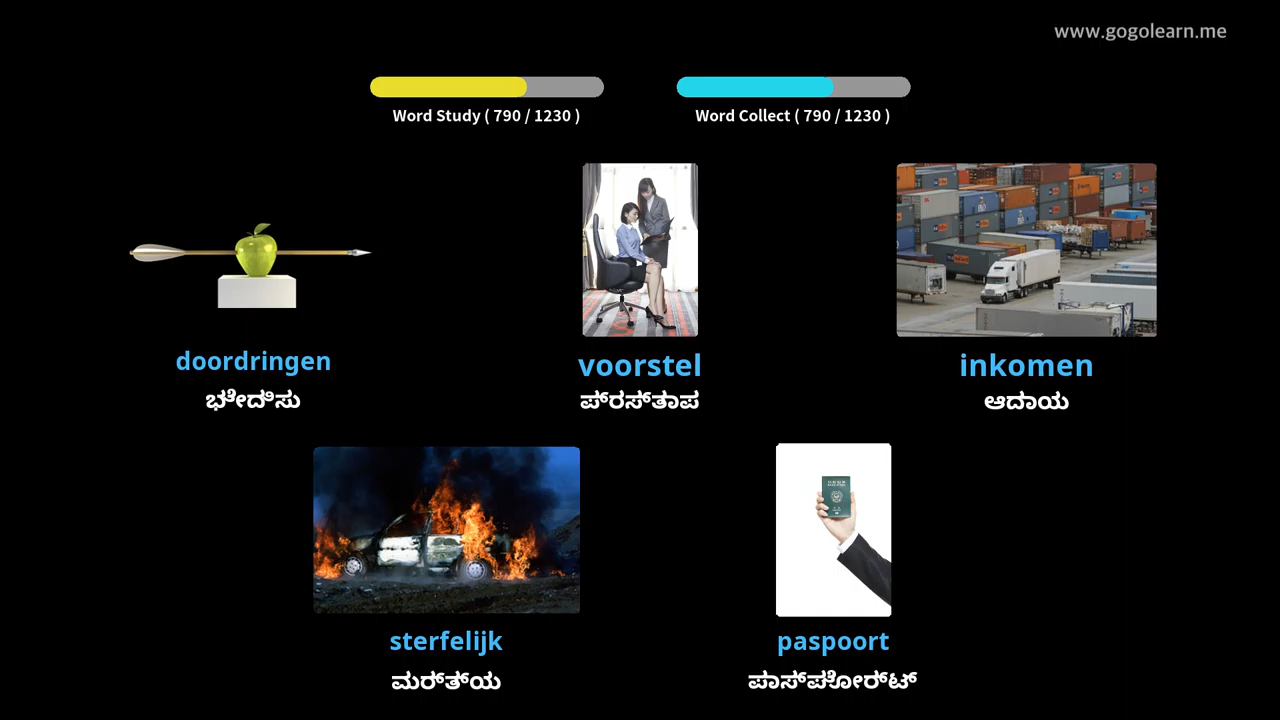 www.gogolearn.me
Word Study ( 790 / 1230 )
Word Collect ( 790 / 1230 )
doordringen
ಭೇದಿಸು
voorstel
ಪ್ರಸ್ತಾಪ
inkomen
ಆದಾಯ
sterfelijk
ಮರ್ತ್ಯ
paspoort
ಪಾಸ್ಪೋರ್ಟ್